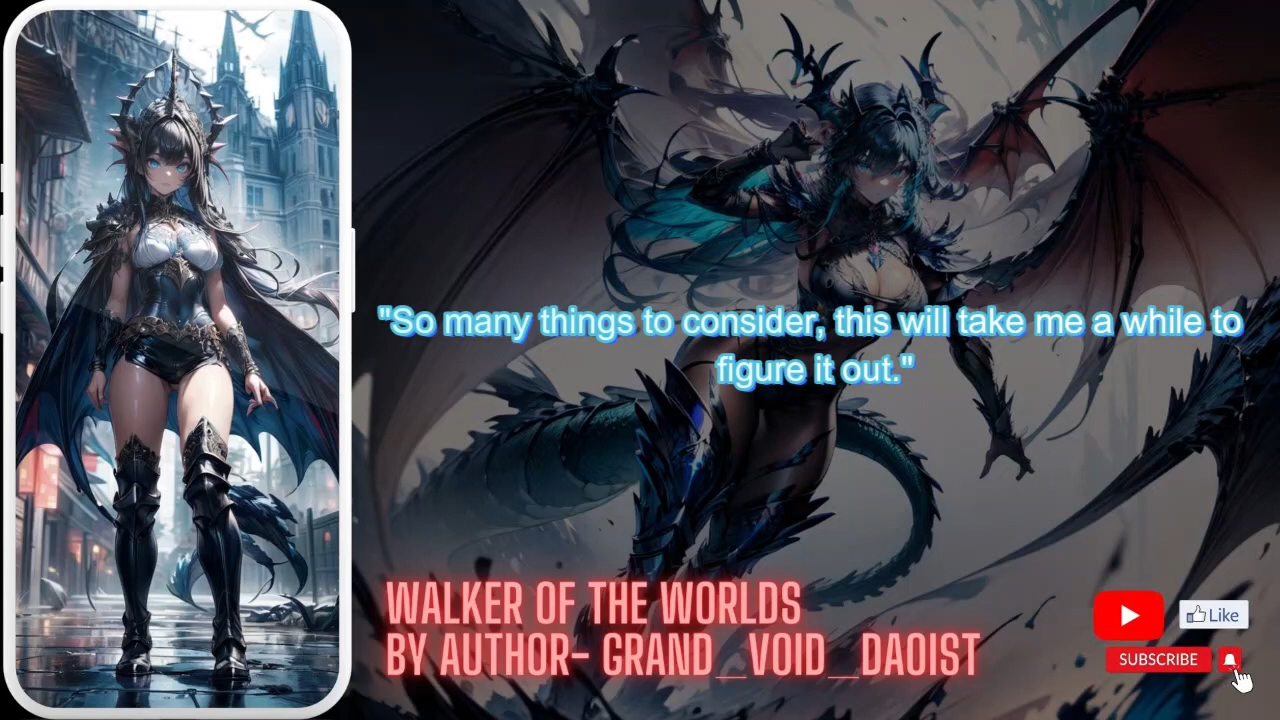 "So many things to consider, this will take me a while to
figure it out."
WALKER OF THE WORLDS
BY AUTHOR- GRAND_VOID_DAOIST
Like
SUBSCRIBE